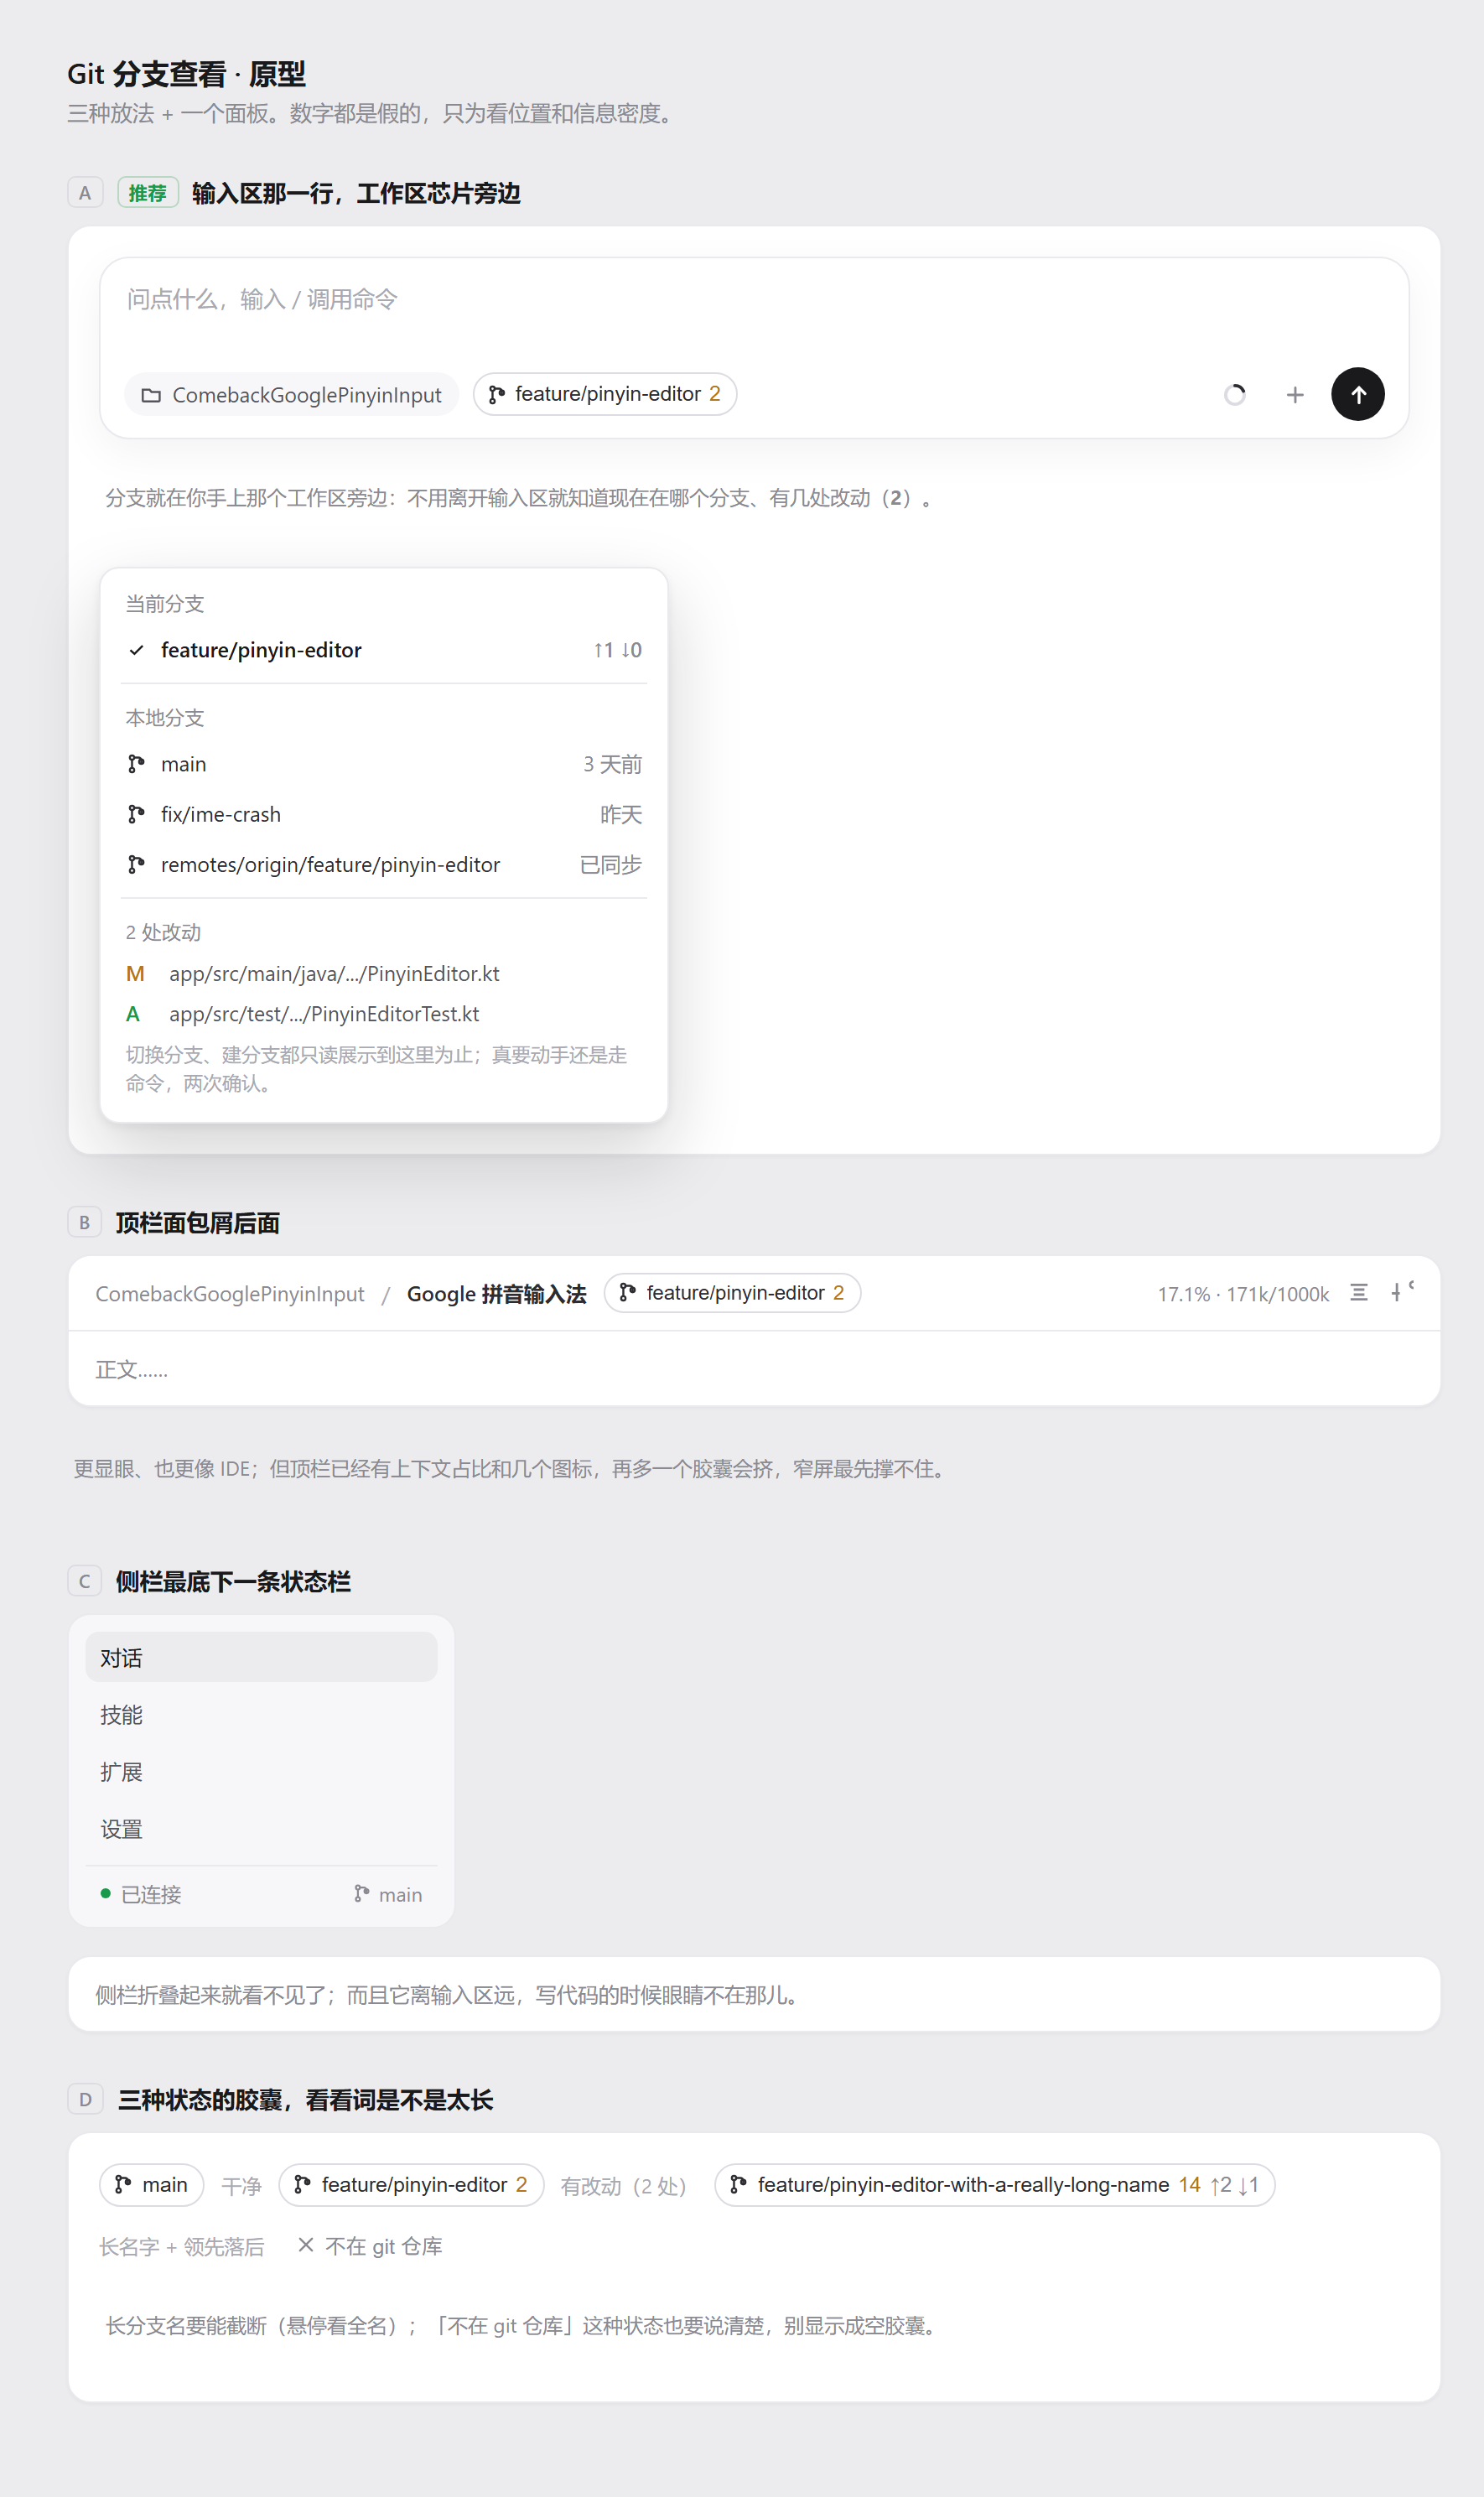 Git 分支查看 · 原型
三种放法 + 一个面板。数字都是假的，只为看位置和信息密度。
A 推荐 输入区那一行，工作区芯片旁边
问点什么，输入 / 调用命令
ComebackGooglePinyinInput feature/pinyin-editor 2
分支就在你手上那个工作区旁边：不用离开输入区就知道现在在哪个分支、有几处改动（2）。
当前分支
feature/pinyin-editor ↑1 ↓0
本地分支
main 3 天前
fix/ime-crash 昨天
remotes/origin/feature/pinyin-editor 已同步
2 处改动
M app/src/main/java/.../PinyinEditor.kt
A app/src/test/.../PinyinEditorTest.kt
切换分支、建分支都只读展示到这里为止；真要动手还是走
命令，两次确认。
B 顶栏面包屑后面
ComebackGooglePinyinInput / Google 拼音输入法 feature/pinyin-editor 2 17.1% · 171k/1000k
正文……
更显眼、也更像 IDE；但顶栏已经有上下文占比和几个图标，再多一个胶囊会挤，窄屏最先撑不住。
C 侧栏最底下一条状态栏
对话
技能
扩展
设置
已连接 main
侧栏折叠起来就看不见了；而且它离输入区远，写代码的时候眼睛不在那儿。
D 三种状态的胶囊，看看词是不是太长
main 干净 feature/pinyin-editor 2 有改动（2 处） feature/pinyin-editor-with-a-really-long-name 14 ↑2 ↓1
长名字 + 领先落后 不在 git 仓库
长分支名要能截断（悬停看全名）；「不在 git 仓库」这种状态也要说清楚，别显示成空胶囊。